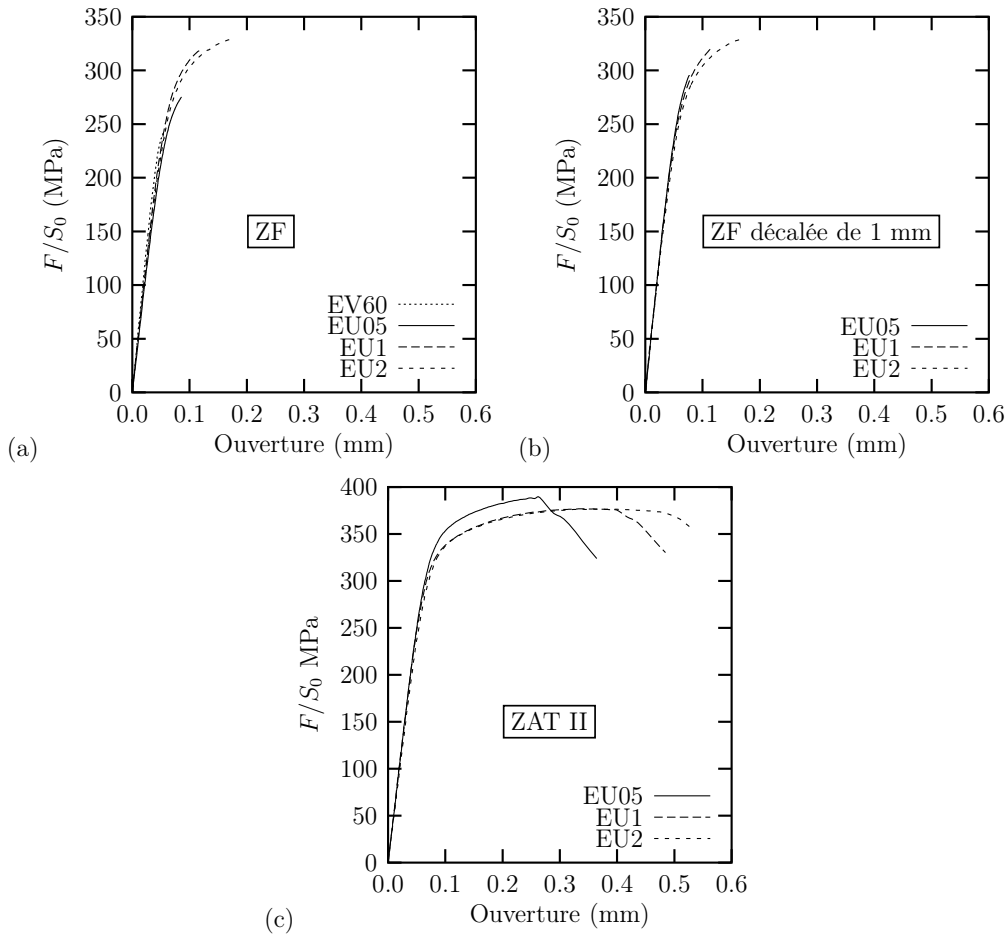 350
300
250
200
150
100
50
0
F/S0 (MPa)
ZF
EV60
EU05
EU1
EU2
0.0 0.1 0.2 0.3 0.4 0.5 0.6
Ouverture (mm)
(a)
350
300
250
200
150
100
50
0
F/S0 (MPa)
ZF décalée de 1 mm
EU05
EU1
EU2
0.0 0.1 0.2 0.3 0.4 0.5 0.6
Ouverture (mm)
(b)
400
350
300
250
200
150
100
50
0
F/S0 MPa
ZAT II
EU05
EU1
EU2
0.0 0.1 0.2 0.3 0.4 0.5 0.6
Ouverture (mm)
(c)